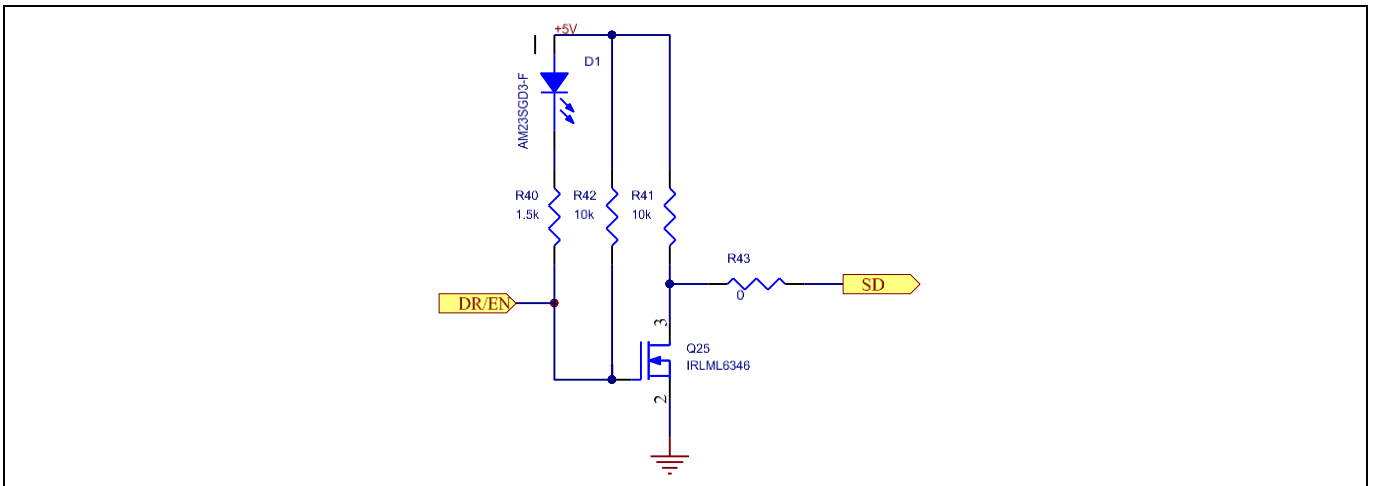 +5V
D1
AM23SGD3-F
R40
1.5k
R42
10k
R41
10k
R43
0
DR/EN
SD
3
Q25
IRLML6346
2